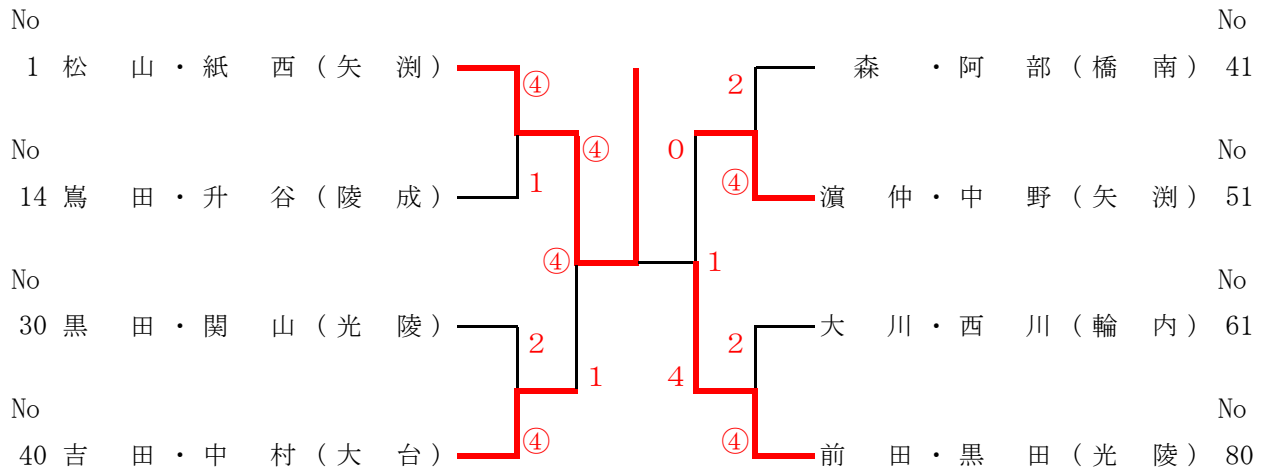 No No
1 松 山・紙 西(矢 渕) 森 ・阿 部(橋 南) 41
④ 2
No ④ 0 No
1 ④
14 嶌 田・升 谷(陵 成) 濵 仲・中 野(矢 渕) 51
④ 1
No No
30 黒 田・関 山(光 陵) 大 川・西 川(輪 内) 61
2 2
1 4
No No
④ ④
40 吉 田・中 村(大 台) 前 田・黒 田(光 陵) 80